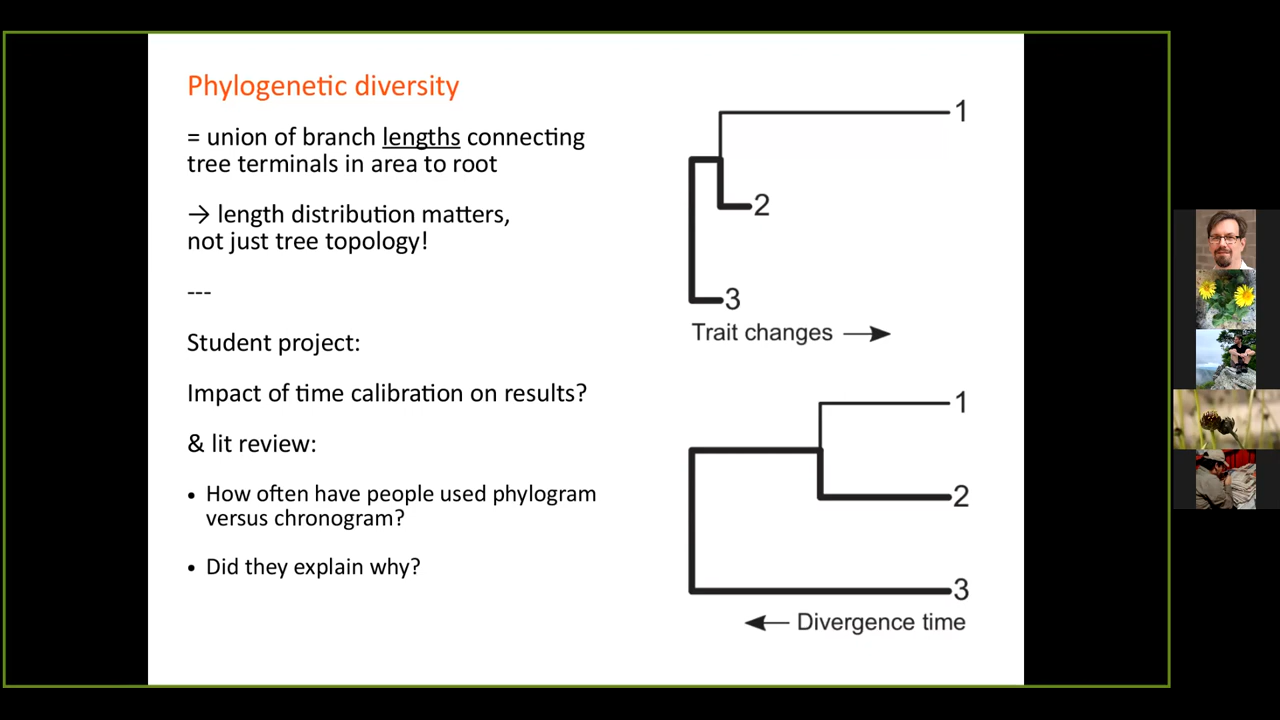 Phylogenetic diversity
= union of branch lengths connecting
tree terminals in area to root
→ length distribution matters,
not just tree topology!
---
Student project:
Impact of time calibration on results?
& lit review:
• How often have people used phylogram
versus chronogram?
• Did they explain why?
1
2
3
Trait changes
1
2
3
Divergence time